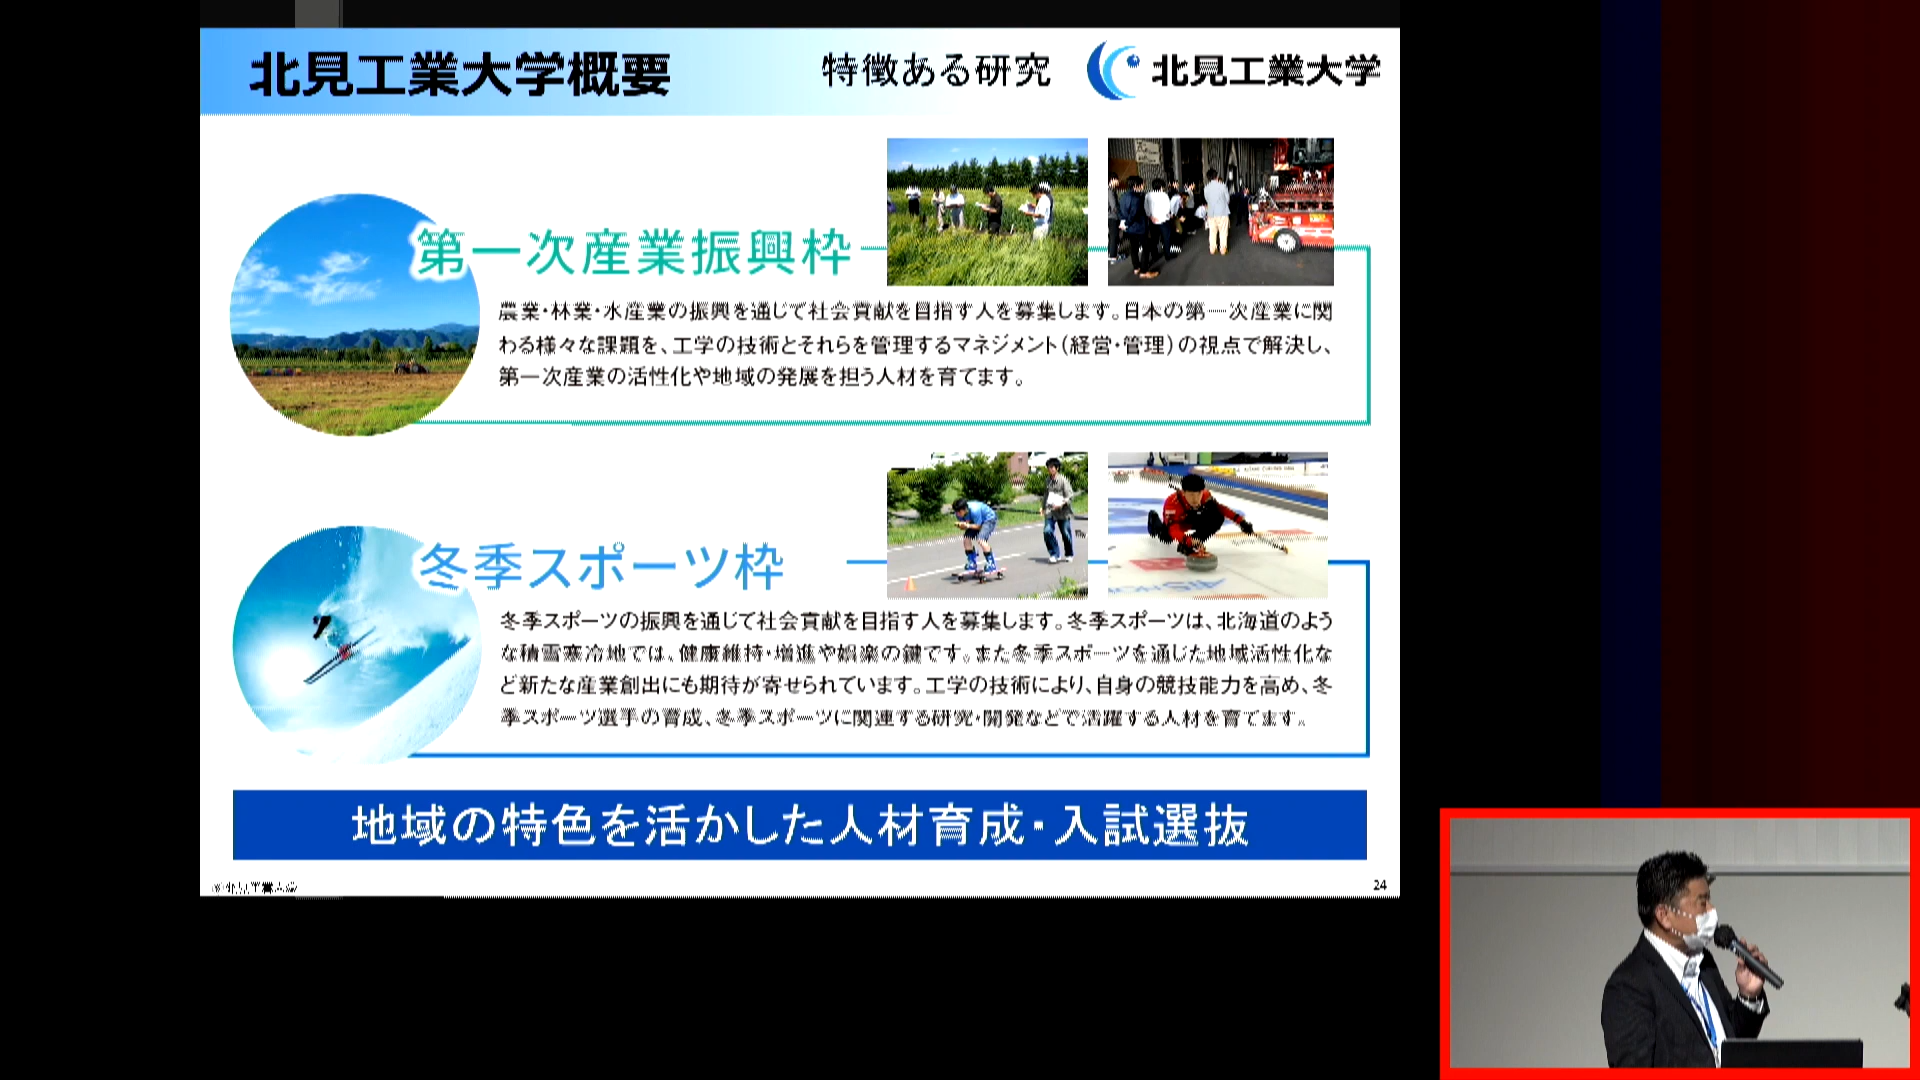 北見工業大学概要
特徴ある研究
北見工業大学
第一次産業振興枠
農業・林業・水産業の振興を通じて社会貢献を目指す人を募集します。日本の第一次産業に関
わる様々な課題を、工学の技術とそれらを管理するマネジメント(経営・管理)の視点で解決し、
第一次産業の活性化や地域の発展を担う人材を育てます。
冬季スポーツ枠
冬季スポーツの振興を通じて社会貢献を目指す人を募集します。冬季スポーツは、北海道のよう
な積雪寒冷地では、健康維持・増進や娯楽の鍵です。また冬季スポーツを通じた地域活性化な
ど新たな産業創出にも期待が寄せられています。工学の技術により、自身の競技能力を高め、冬
季スポーツ選手の育成、冬季スポーツに関連する研究・開発などで活躍する人材を育てます。
地域の特色を活かした人材育成・入試選抜
24